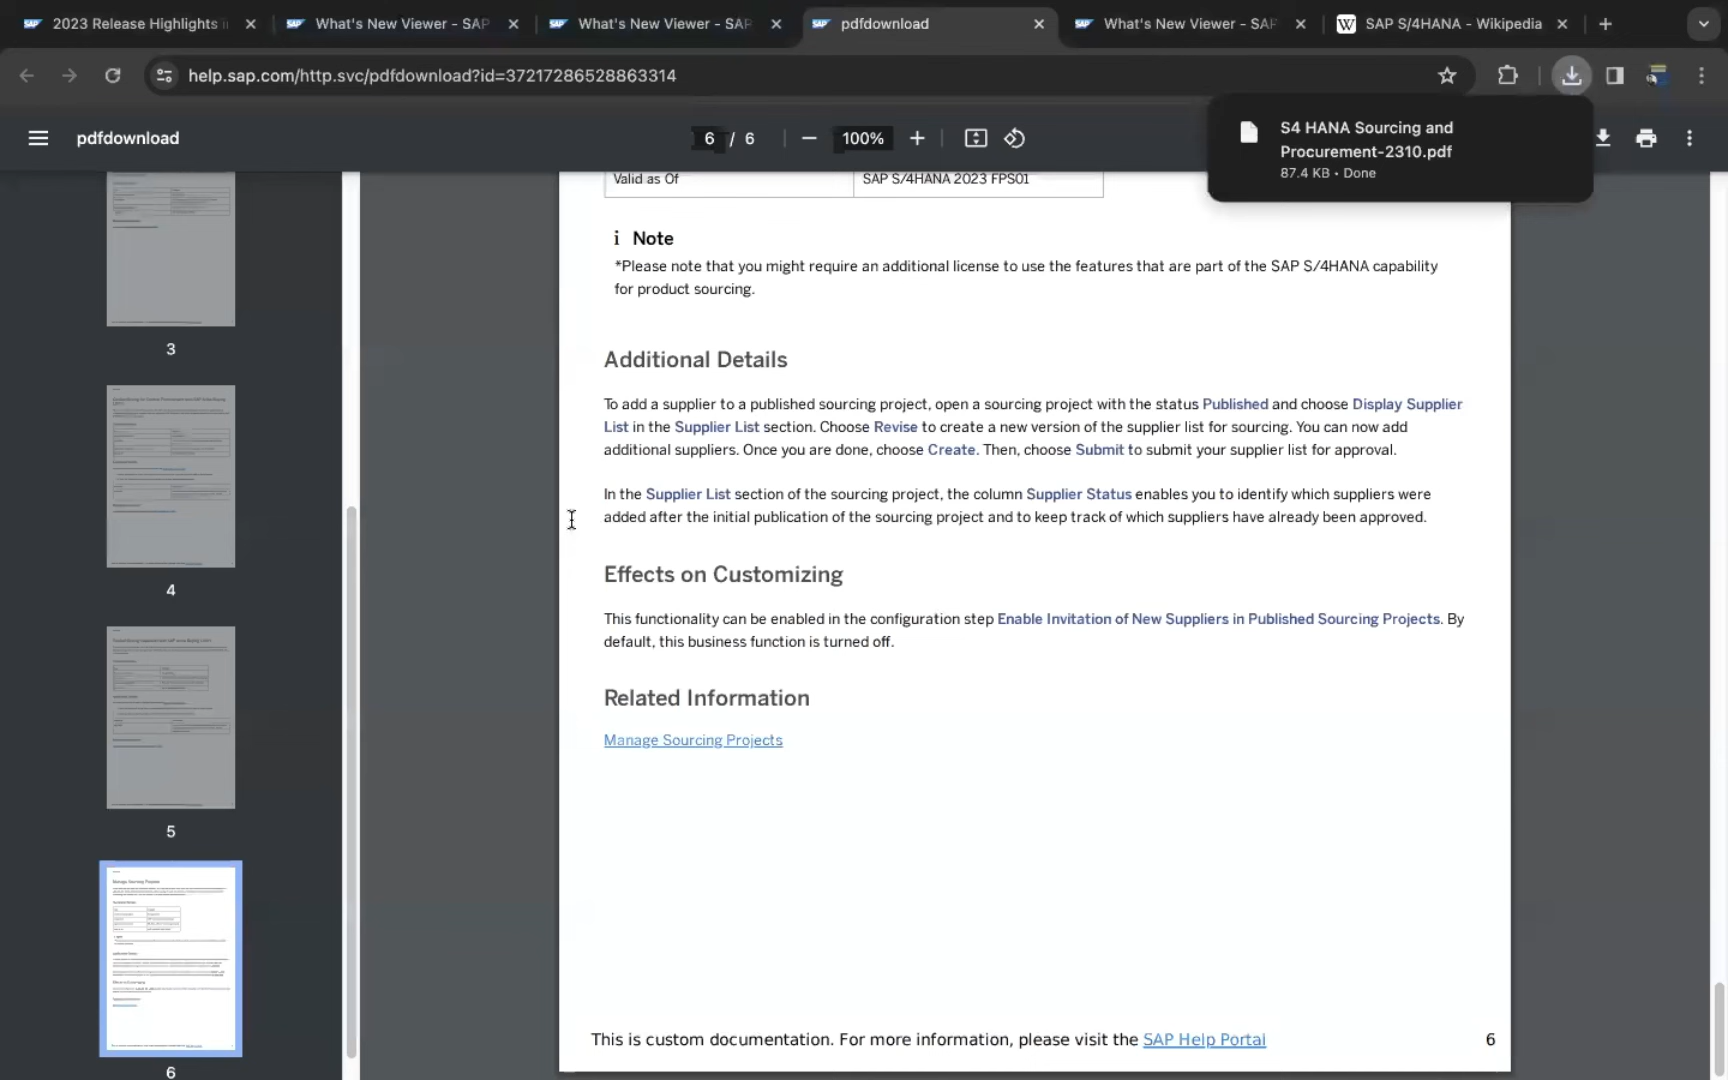 2023 Release Highlights i
SAP What's New Viewer - SAP
SAP What's New Viewer - SAP
SAP pdfdownload
SAP What's New Viewer - SAP
W SAP S/4HANA - Wikipedia
help.sap.com/http.svc/pdfdownload?id=37217286528863314
pdfdownload
6 / 6
100%
S4 HANA Sourcing and
Procurement-2310.pdf
87.4 KB • Done
3
4
5
6
Valid as Of SAP S/4HANA 2023 FPS01
i Note
*Please note that you might require an additional license to use the features that are part of the SAP S/4HANA capability
for product sourcing.
Additional Details
To add a supplier to a published sourcing project, open a sourcing project with the status Published and choose Display Supplier
List in the Supplier List section. Choose Revise to create a new version of the supplier list for sourcing. You can now add
additional suppliers. Once you are done, choose Create. Then, choose Submit to submit your supplier list for approval.
In the Supplier List section of the sourcing project, the column Supplier Status enables you to identify which suppliers were
added after the initial publication of the sourcing project and to keep track of which suppliers have already been approved.
Effects on Customizing
This functionality can be enabled in the configuration step Enable Invitation of New Suppliers in Published Sourcing Projects. By
default, this business function is turned off.
Related Information
Manage Sourcing Projects
This is custom documentation. For more information, please visit the SAP Help Portal 6